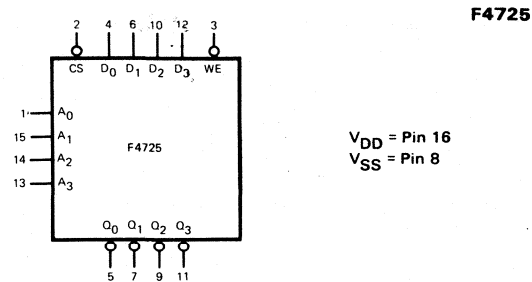 F4725
2 4 6 10 12 3
CS D0 D1 D2 D3 WE
1 A0
15 A1
14 A2
13 A3
F4725
VDD = Pin 16
VSS = Pin 8
Q0 Q1 Q2 Q3
5 7 9 11